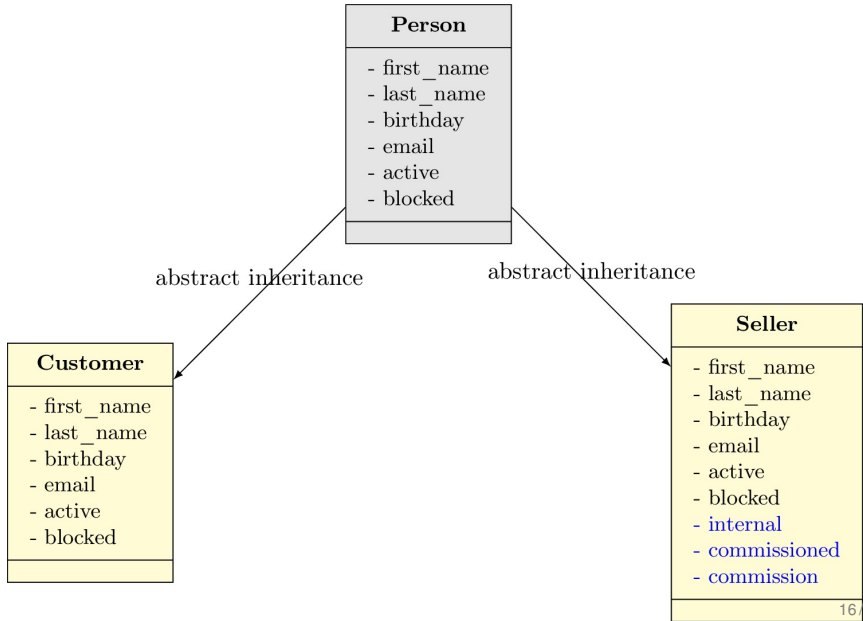 Person
- first_name
- last_name
- birthday
- email
- active
- blocked
abstract inheritance
abstract inheritance
Customer
- first_name
- last_name
- birthday
- email
- active
- blocked
Seller
- first_name
- last_name
- birthday
- email
- active
- blocked
- internal
- commissioned
- commission
16/